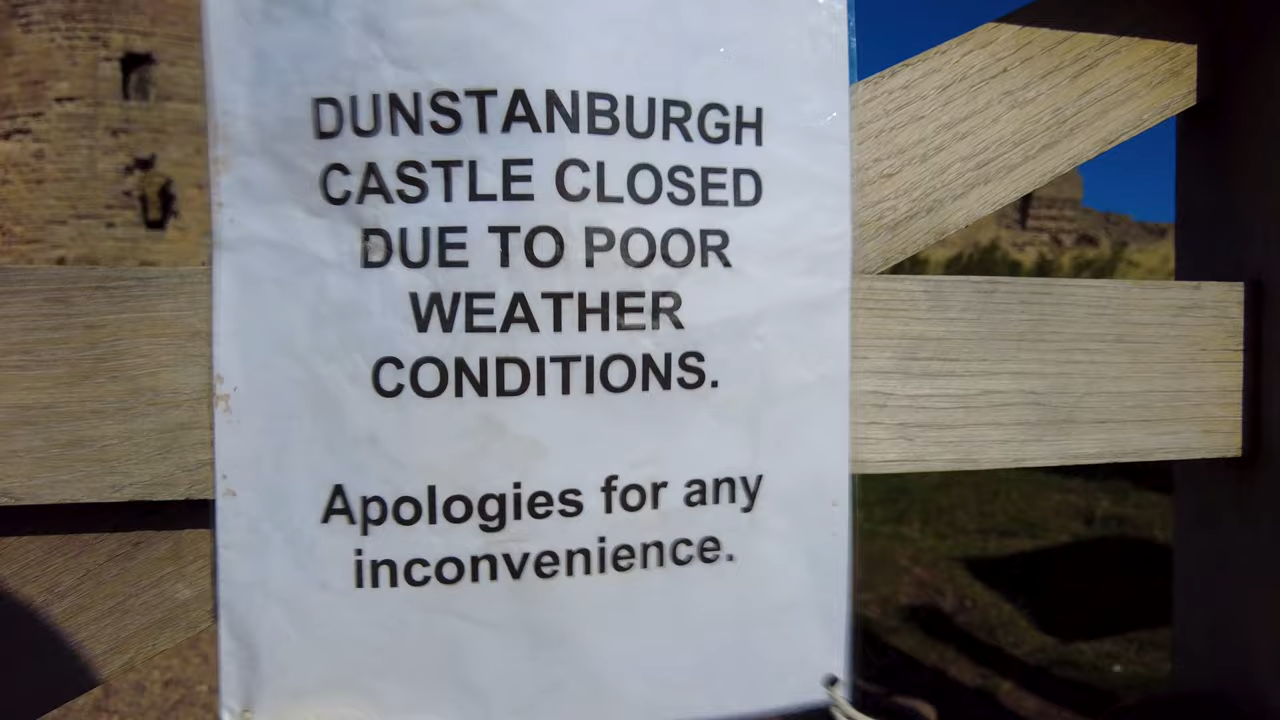 DUNSTANBURGH
CASTLE CLOSED
DUE TO POOR
WEATHER
CONDITIONS.
Apologies for any
inconvenience.